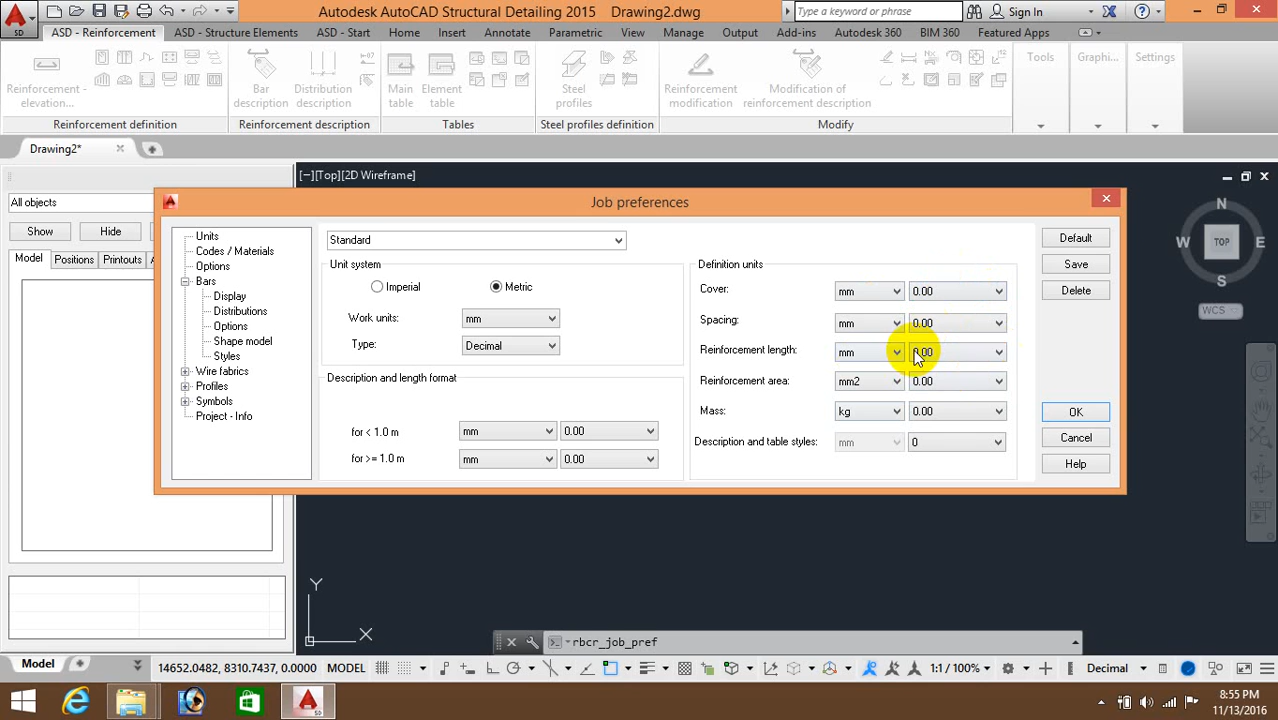 Autodesk AutoCAD Structural Detailing 2015 Drawing2.dwg
Type a keyword or phrase
Sign In
SD
ASD - Reinforcement
ASD - Structure Elements
ASD - Start
Home
Insert
Annotate
Parametric
View
Manage
Output
Add-ins
Autodesk 360
BIM 360
Featured Apps
Reinforcement - elevation...
Bar description
Distribution description
Main table
Element table
Steel profiles
Reinforcement modification
Modification of reinforcement description
Tools
Graphi...
Settings
Reinforcement definition
Reinforcement description
Tables
Steel profiles definition
Modify
Drawing2*
[−][Top][2D Wireframe]
All objects
Show
Hide
Model
Positions
Printouts
Job preferences
Units
Codes / Materials
Options
Bars
Display
Distributions
Options
Shape model
Styles
Wire fabrics
Profiles
Symbols
Project - Info
Standard
Unit system
Imperial
Metric
Work units:
mm
Type:
Decimal
Description and length format
for < 1.0 m
mm
0.00
for >= 1.0 m
mm
0.00
Definition units
Cover:
mm
0.00
Spacing:
mm
0.00
Reinforcement length:
mm
0.00
Reinforcement area:
mm2
0.00
Mass:
kg
0.00
Description and table styles:
mm
0
Default
Save
Delete
OK
Cancel
Help
N
W
TOP
E
S
WCS
Y
X
rbcr_job_pref
Model
14652.0482, 8310.7437, 0.0000
MODEL
1:1 / 100%
Decimal
SD
8:55 PM
11/13/2016